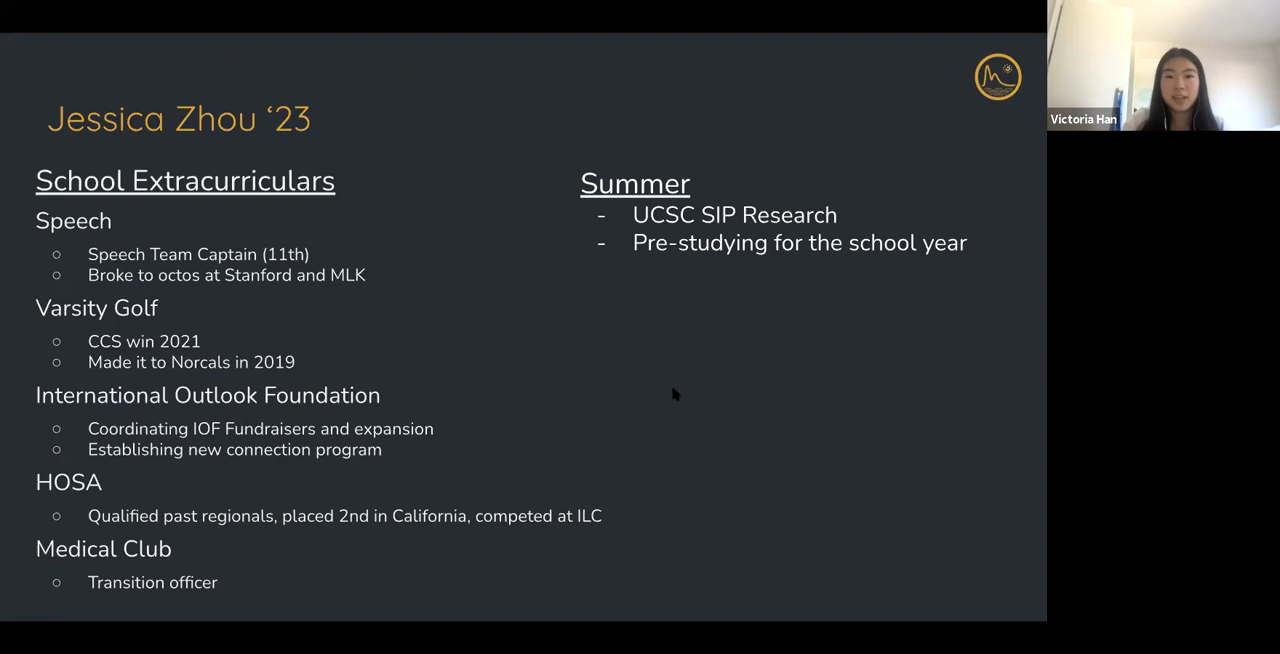 Jessica Zhou ‘23
School Extracurriculars
Speech
○ Speech Team Captain (11th)
○ Broke to octos at Stanford and MLK
Varsity Golf
○ CCS win 2021
○ Made it to Norcals in 2019
International Outlook Foundation
○ Coordinating IOF Fundraisers and expansion
○ Establishing new connection program
HOSA
○ Qualified past regionals, placed 2nd in California, competed at ILC
Medical Club
○ Transition officer
Summer
- UCSC SIP Research
- Pre-studying for the school year
Victoria Han